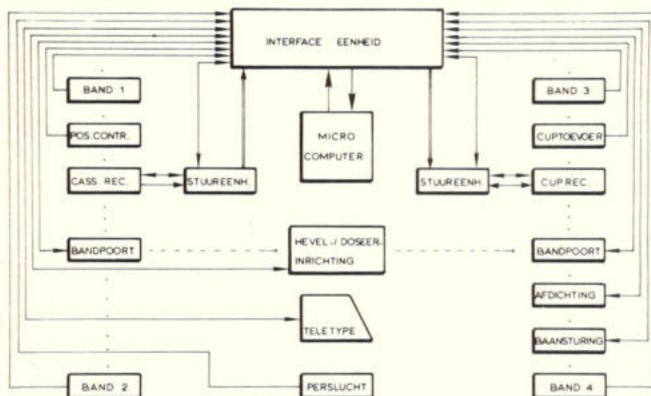 INTERFACE EENHEID
BAND 1
BAND 3
POS.CONTR.
MICRO
COMPUTER
CUPTOEVOER
CASS. REC.
STUUREENH.
STUUREENH.
CUP REC.
BANDPOORT
HEVEL-/DOSEER-
INRICHTING
BANDPOORT
AFDICHTING
TELETYPE
BAANSTURING
BAND 2
PERSLUCHT
BAND 4